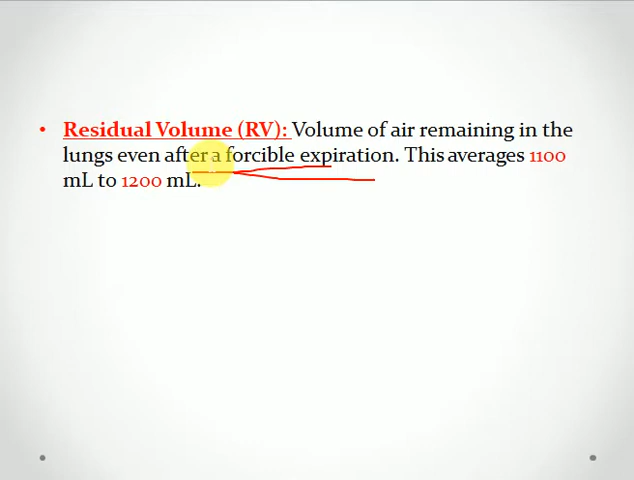 • Residual Volume (RV): Volume of air remaining in the
lungs even after a forcible expiration. This averages 1100
mL to 1200 mL.